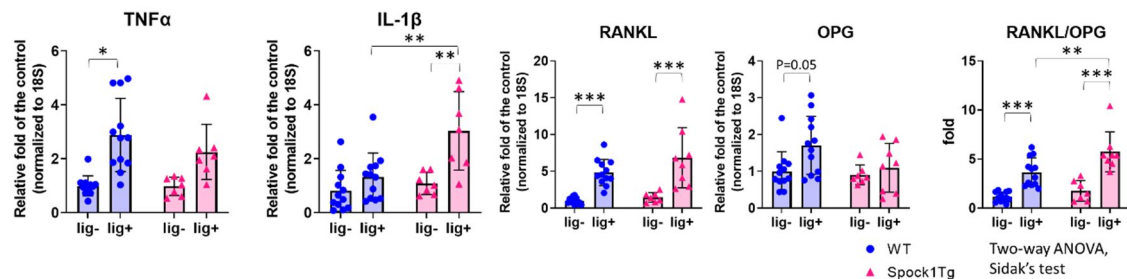 TNFα
Relative fold of the control
(normalized to 18S)
6
4
2
0
*
lig- lig+ lig- lig+
IL-1β
Relative fold of the control
(normalized to 18S)
6
4
2
0
**
**
lig- lig+ lig- lig+
RANKL
Relative fold of the control
(normalized to 18S)
20
15
10
5
0
***
***
lig- lig+ lig- lig+
OPG
Relative fold of the control
(normalized to 18S)
4
3
2
1
0
P=0.05
lig- lig+ lig- lig+
RANKL/OPG
fold
15
10
5
0
**
***
***
lig- lig+ lig- lig+
WT
Spock1Tg
Two-way ANOVA,
Sidak's test